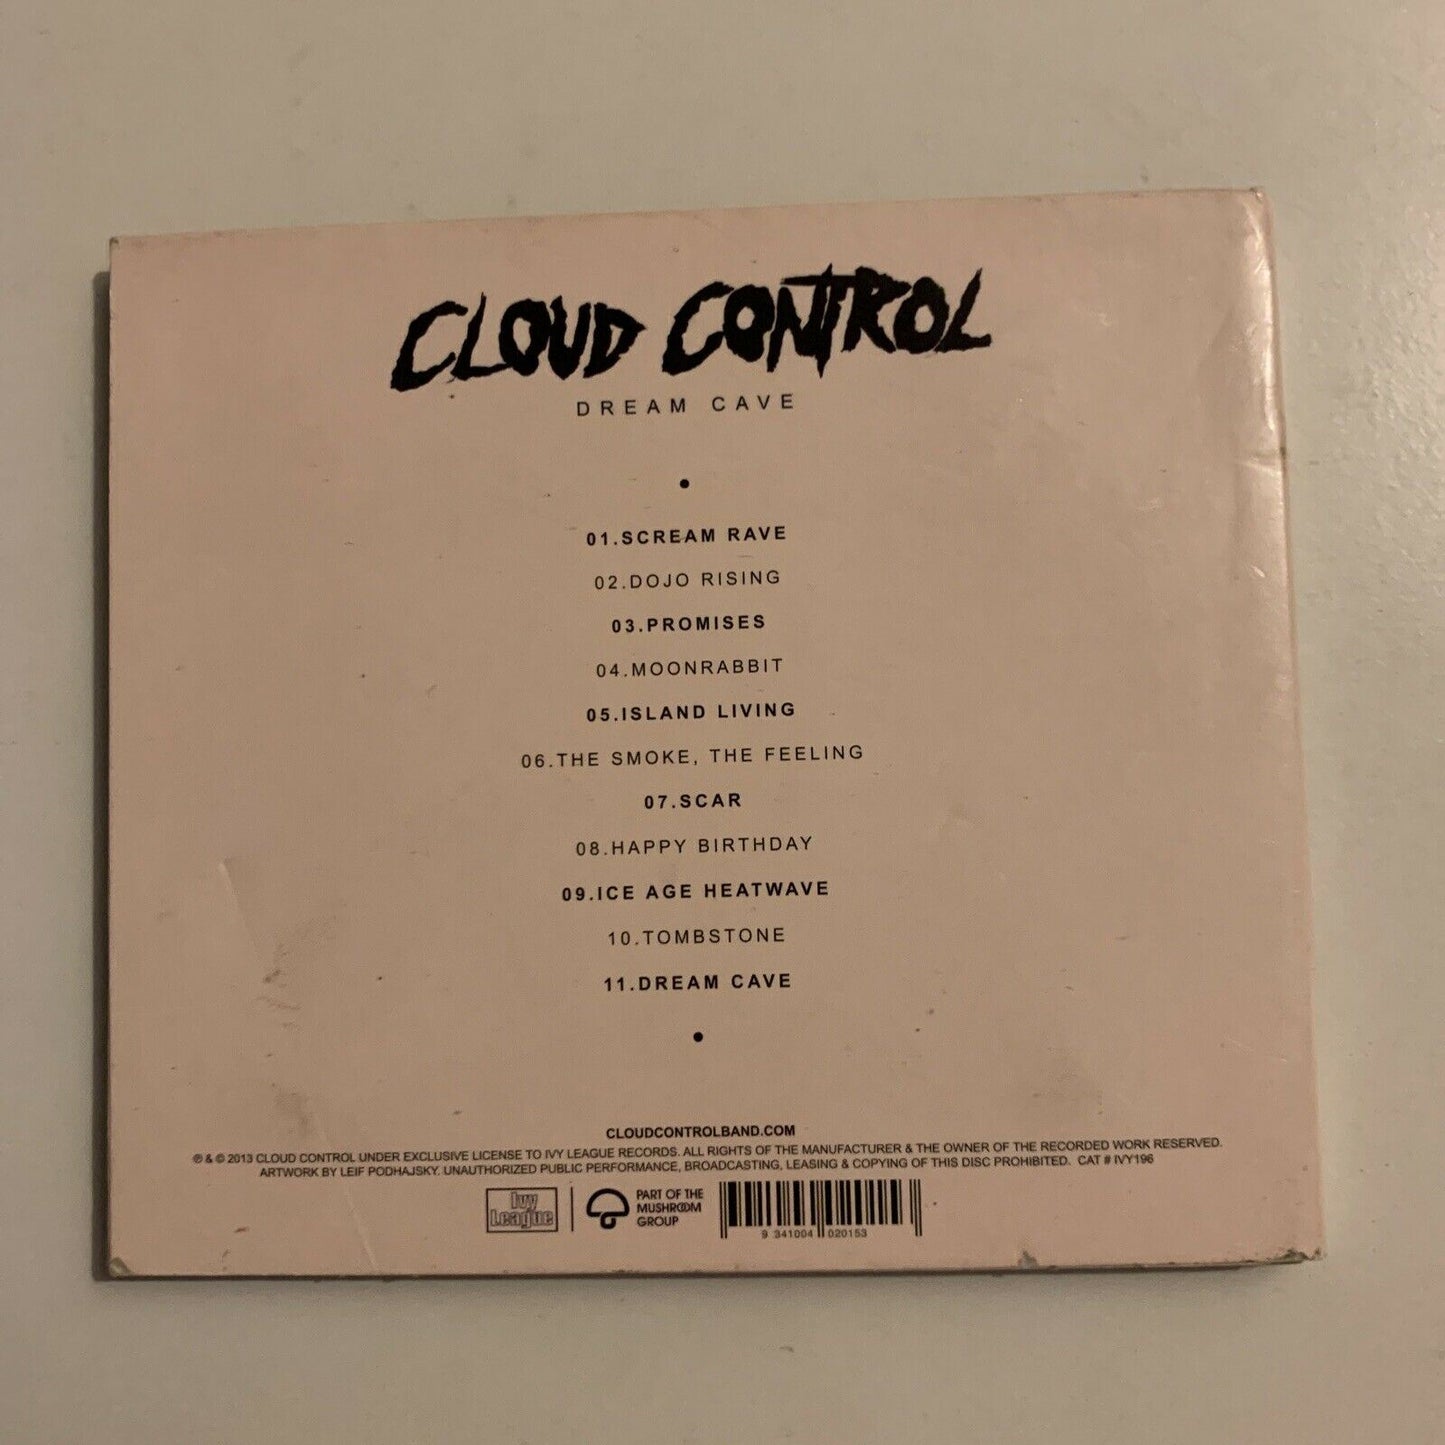 CLOUD CONTROL
DREAM CAVE
01.SCREAM RAVE
02.DOJO RISING
03.PROMISES
04.MOONRABBIT
05.ISLAND LIVING
06.THE SMOKE, THE FEELING
07.SCAR
08.HAPPY BIRTHDAY
09.ICE AGE HEATWAVE
10.TOMBSTONE
11.DREAM CAVE
CLOUDCONTROLBAND.COM
℗ & © 2013 CLOUD CONTROL UNDER EXCLUSIVE LICENSE TO IVY LEAGUE RECORDS. ALL RIGHTS OF THE MANUFACTURER & THE OWNER OF THE RECORDED WORK RESERVED.
ARTWORK BY LEIF PODHAJSKY. UNAUTHORIZED PUBLIC PERFORMANCE, BROADCASTING, LEASING & COPYING OF THIS DISC PROHIBITED. CAT # IVY196
Ivy
League
PART OF THE
MUSHROOM
GROUP
9 341004 020153